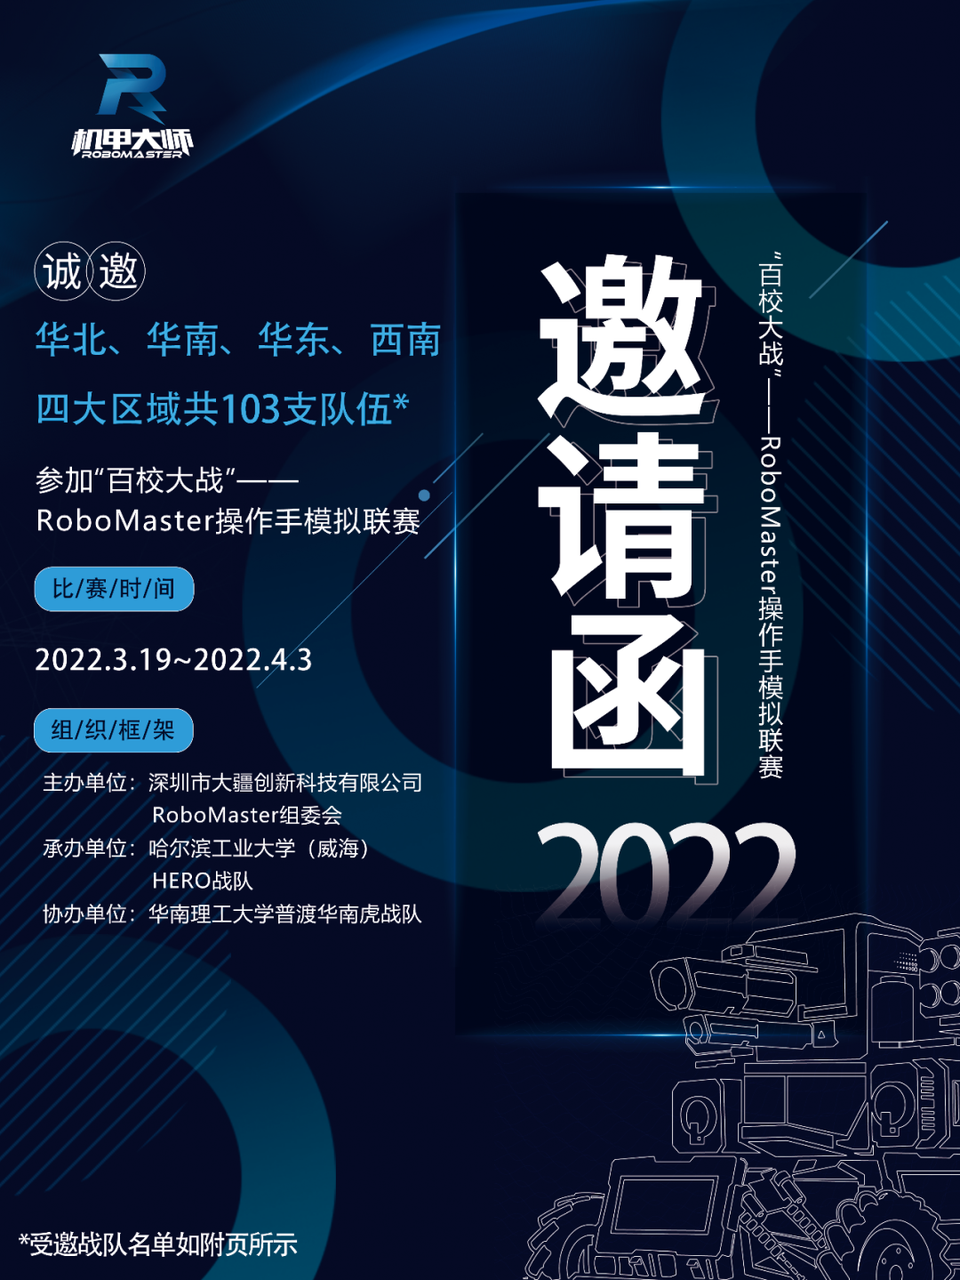 机甲大师
ROBOMASTER
诚邀
华北、华南、华东、西南
四大区域共103支队伍*
参加“百校大战”——
RoboMaster操作手模拟联赛
比/赛/时/间
2022.3.19~2022.4.3
组/织/框/架
主办单位：深圳市大疆创新科技有限公司
RoboMaster组委会
承办单位：哈尔滨工业大学（威海）
HERO战队
协办单位：华南理工大学普渡华南虎战队
邀请函
2022
“百校大战”——RoboMaster操作手模拟联赛
*受邀战队名单如附页所示